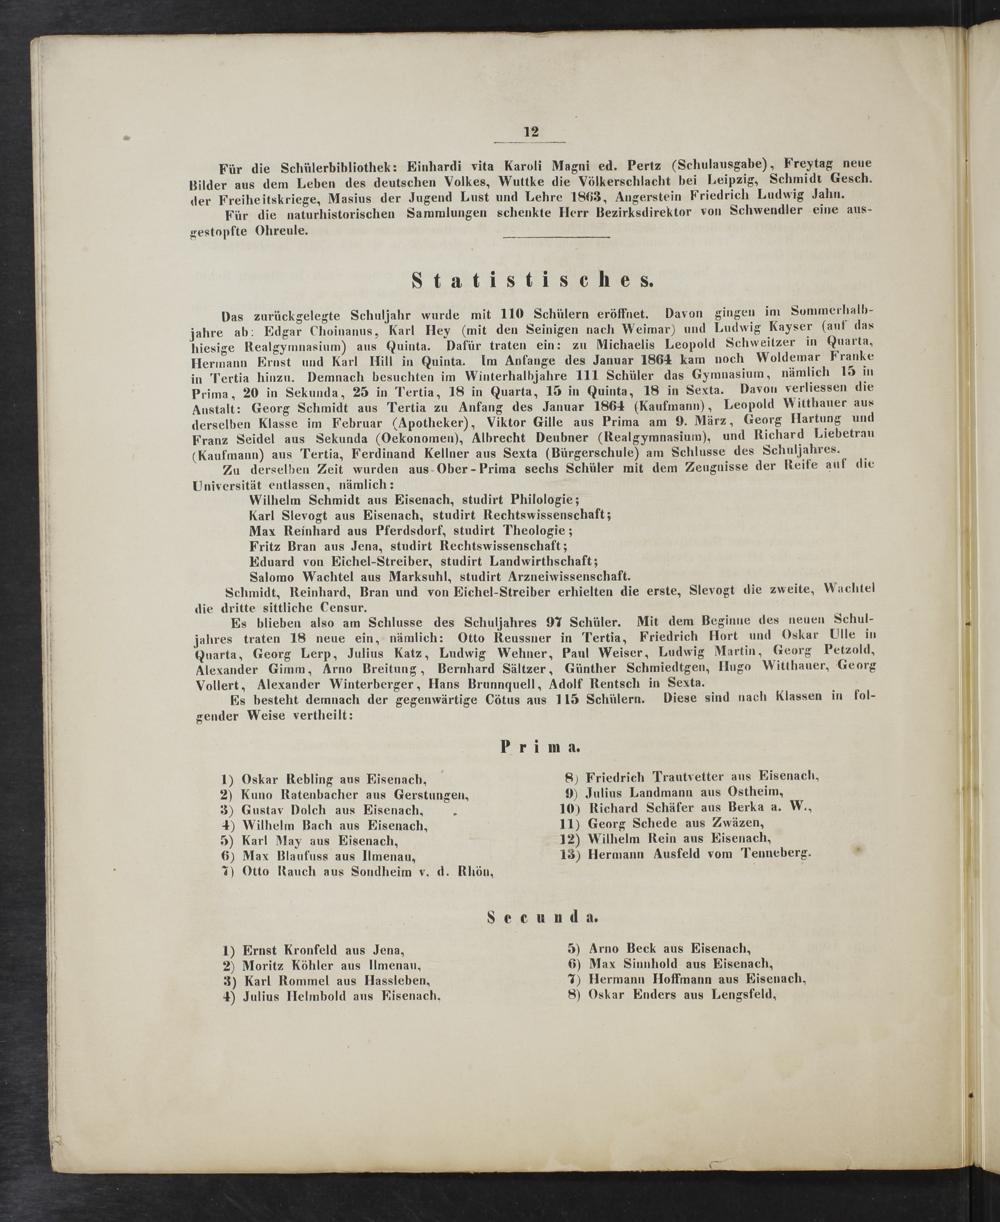 12
Für die Schülerbibliothek: Einhardi vita Karoli Magni ed. Pertz (Schulausgabe), Freytag neue
Bilder aus dem Leben des deutschen Volkes, Wuttke die Völkerschlacht bei Leipzig, Schmidt Gesch.
der Freiheitskriege, Masius der Jugend Lust und Lehre 1863, Angerstein Friedrich Ludwig Jahn.
Für die naturhistorischen Sammlungen schenkte Herr Bezirksdirektor von Schwendler eine aus-
gestopfte Ohreule.
Statistisches.
Das zurückgelegte Schuljahr wurde mit 110 Schülern eröffnet. Davon gingen im Sommerhalb-
jahre ab: Edgar Choinanus, Karl Hey (mit den Seinigen nach Weimar) und Ludwig Kayser (auf das
hiesige Realgymnasium) aus Quinta. Dafür traten ein: zu Michaelis Leopold Schweitzer in Quarta,
Hermann Ernst und Karl Hill in Quinta. Im Anfange des Januar 1864 kam noch Woldemar Franke
in Tertia hinzu. Demnach besuchten im Winterhalbjahre 111 Schüler das Gymnasium, nämlich 15 in
Prima, 20 in Sekunda, 25 in Tertia, 18 in Quarta, 15 in Quinta, 18 in Sexta. Davon verliessen die
Anstalt: Georg Schmidt aus Tertia zu Anfang des Januar 1864 (Kaufmann), Leopold Witthauer aus
derselben Klasse im Februar (Apotheker), Viktor Gille aus Prima am 9. März, Georg Hartung und
Franz Seidel aus Sekunda (Oekonomen), Albrecht Deubner (Realgymnasium), und Richard Liebetrau
(Kaufmann) aus Tertia, Ferdinand Kellner aus Sexta (Bürgerschule) am Schlusse des Schuljahres.
Zu derselben Zeit wurden aus Ober-Prima sechs Schüler mit dem Zeugnisse der Reife auf die
Universität entlassen, nämlich:
Wilhelm Schmidt aus Eisenach, studirt Philologie;
Karl Slevogt aus Eisenach, studirt Rechtswissenschaft;
Max Reinhard aus Pferdsdorf, studirt Theologie;
Fritz Bran aus Jena, studirt Rechtswissenschaft;
Eduard von Eichel-Streiber, studirt Landwirthschaft;
Salomo Wachtel aus Marksuhl, studirt Arzneiwissenschaft.
Schmidt, Reinhard, Bran und von Eichel-Streiber erhielten die erste, Slevogt die zweite, Wachtel
die dritte sittliche Censur.
Es blieben also am Schlusse des Schuljahres 97 Schüler. Mit dem Beginne des neuen Schul-
jahres traten 18 neue ein, nämlich: Otto Reussner in Tertia, Friedrich Hort und Oskar Ulle in
Quarta, Georg Lerp, Julius Katz, Ludwig Wehner, Paul Weiser, Ludwig Martin, Georg Petzold,
Alexander Gimm, Arno Breitung, Bernhard Sältzer, Günther Schmiedtgen, Hugo Witthauer, Georg
Vollert, Alexander Winterberger, Hans Brunnquell, Adolf Rentsch in Sexta.
Es besteht demnach der gegenwärtige Cötus aus 115 Schülern. Diese sind nach Klassen in fol-
gender Weise vertheilt:
Prima.
1) Oskar Rebling aus Eisenach,
2) Kuno Ratenbacher aus Gerstungen,
3) Gustav Dolch aus Eisenach,
4) Wilhelm Bach aus Eisenach,
5) Karl May aus Eisenach,
6) Max Blaufuss aus Ilmenau,
7) Otto Rauch aus Sondheim v. d. Rhön,
8) Friedrich Trautvetter aus Eisenach,
9) Julius Landmann aus Ostheim,
10) Richard Schäfer aus Berka a. W.,
11) Georg Schede aus Zwäzen,
12) Wilhelm Rein aus Eisenach,
13) Hermann Ausfeld vom Tenneberg.
Secunda.
1) Ernst Kronfeld aus Jena,
2) Moritz Köhler aus Ilmenau,
3) Karl Rommel aus Hassleben,
4) Julius Helmbold aus Eisenach,
5) Arno Beck aus Eisenach,
6) Max Sinnhold aus Eisenach,
7) Hermann Hoffmann aus Eisenach,
8) Oskar Enders aus Lengsfeld,